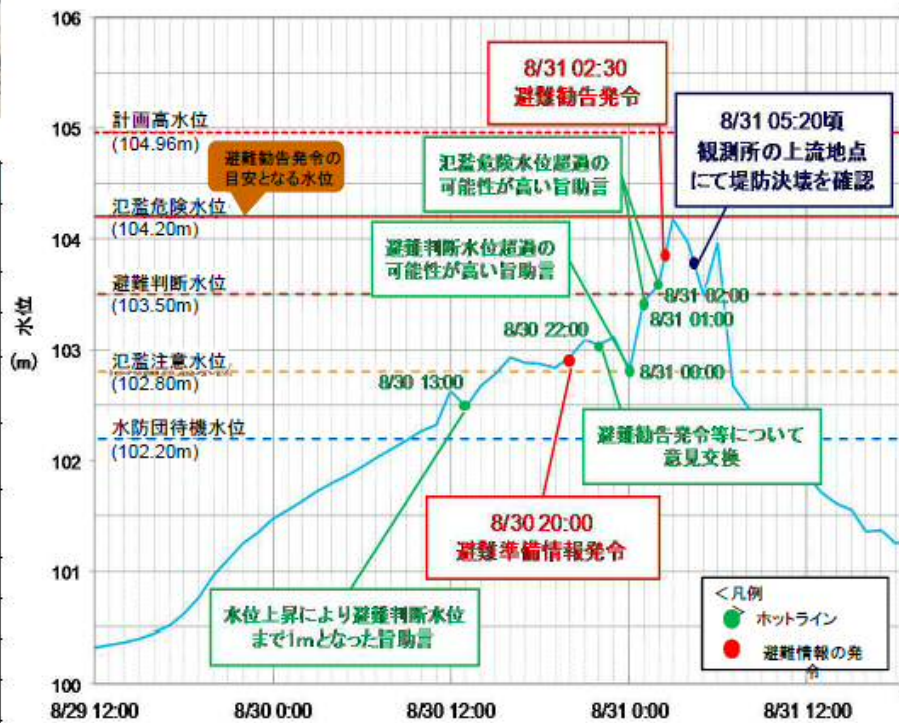 106
105
104
103
102
101
100
水位
(m)
計画高水位
(104.96m)
避難勧告発令の
目安となる水位
氾濫危険水位
(104.20m)
避難判断水位
(103.50m)
氾濫注意水位
(102.80m)
水防団待機水位
(102.20m)
8/31 02:30
避難勧告発令
8/31 05:20頃
観測所の上流地点
にて堤防決壊を確認
氾濫危険水位超過の
可能性が高い旨助言
避難判断水位超過の
可能性が高い旨助言
8/31 02:00
8/31 01:00
8/30 22:00
8/31 00:00
8/30 13:00
避難勧告発令等について
意見交換
8/30 20:00
避難準備情報発令
水位上昇により避難判断水位
まで1mとなった旨助言
<凡例
>
ホットライン
避難情報の発
令
8/29 12:00
8/30 0:00
8/30 12:00
8/31 0:00
8/31 12:00